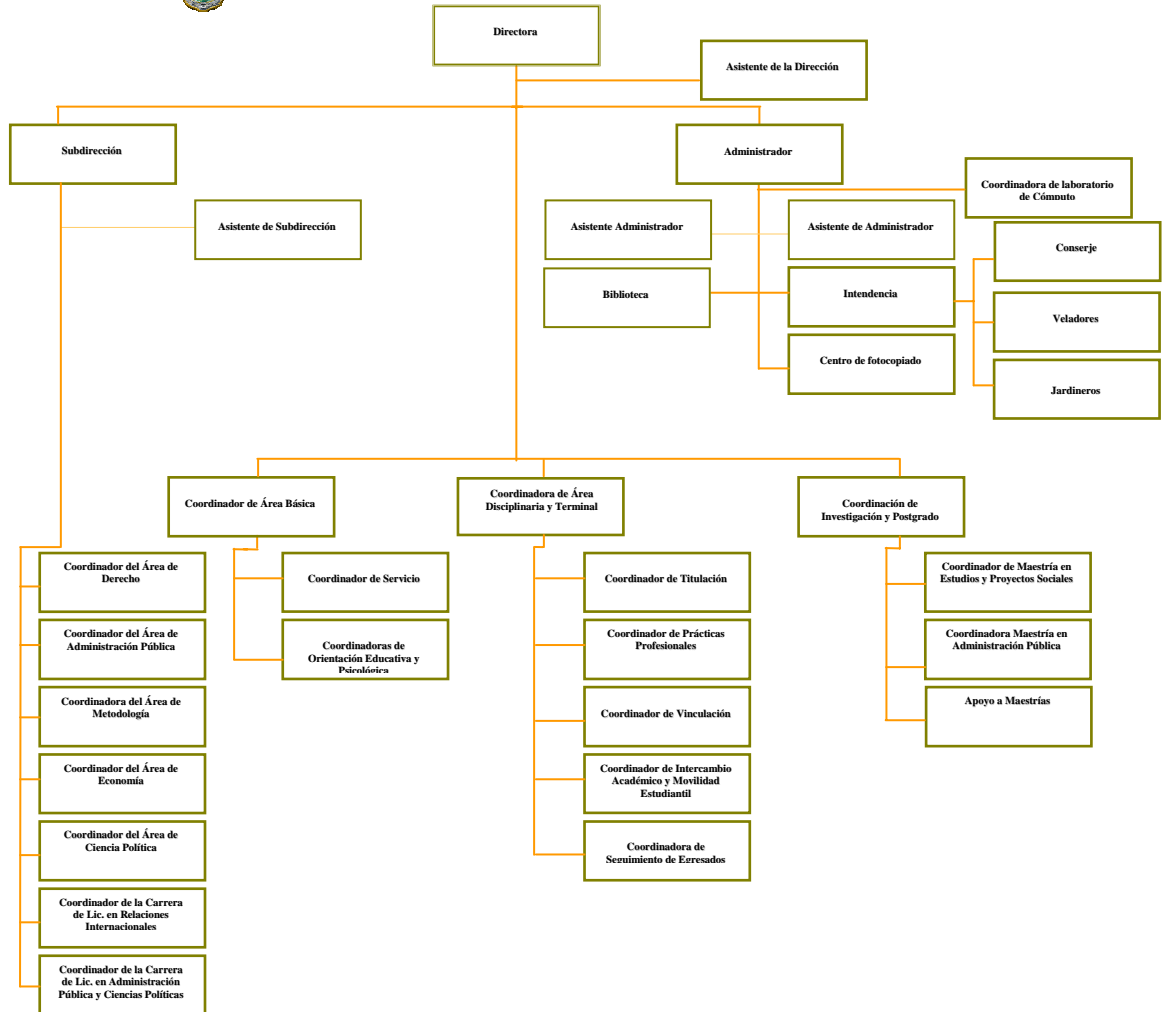 Directora
Asistente de la Dirección
Subdirección
Administrador
Coordinadora de laboratorio
de Cómputo
Asistente de Subdirección
Asistente Administrador
Asistente de Administrador
Conserje
Biblioteca
Intendencia
Veladores
Centro de fotocopiado
Jardineros
Coordinador de Área Básica
Coordinadora de Área
Disciplinaria y Terminal
Coordinación de
Investigación y Postgrado
Coordinador del Área de
Derecho
Coordinador del Área de
Administración Pública
Coordinadora del Área de
Metodología
Coordinador del Área de
Economía
Coordinador del Área de
Ciencia Política
Coordinador de la Carrera
de Lic. en Relaciones
Internacionales
Coordinador de la Carrera
de Lic. en Administración
Pública y Ciencias Políticas
Coordinador de Servicio
Coordinadoras de
Orientación Educativa y
Psicológica
Coordinador de Titulación
Coordinador de Prácticas
Profesionales
Coordinador de Vinculación
Coordinador de Intercambio
Académico y Movilidad
Estudiantil
Coordinadora de
Seguimiento de Egresados
Coordinador de Maestría en
Estudios y Proyectos Sociales
Coordinadora Maestría en
Administración Pública
Apoyo a Maestrías